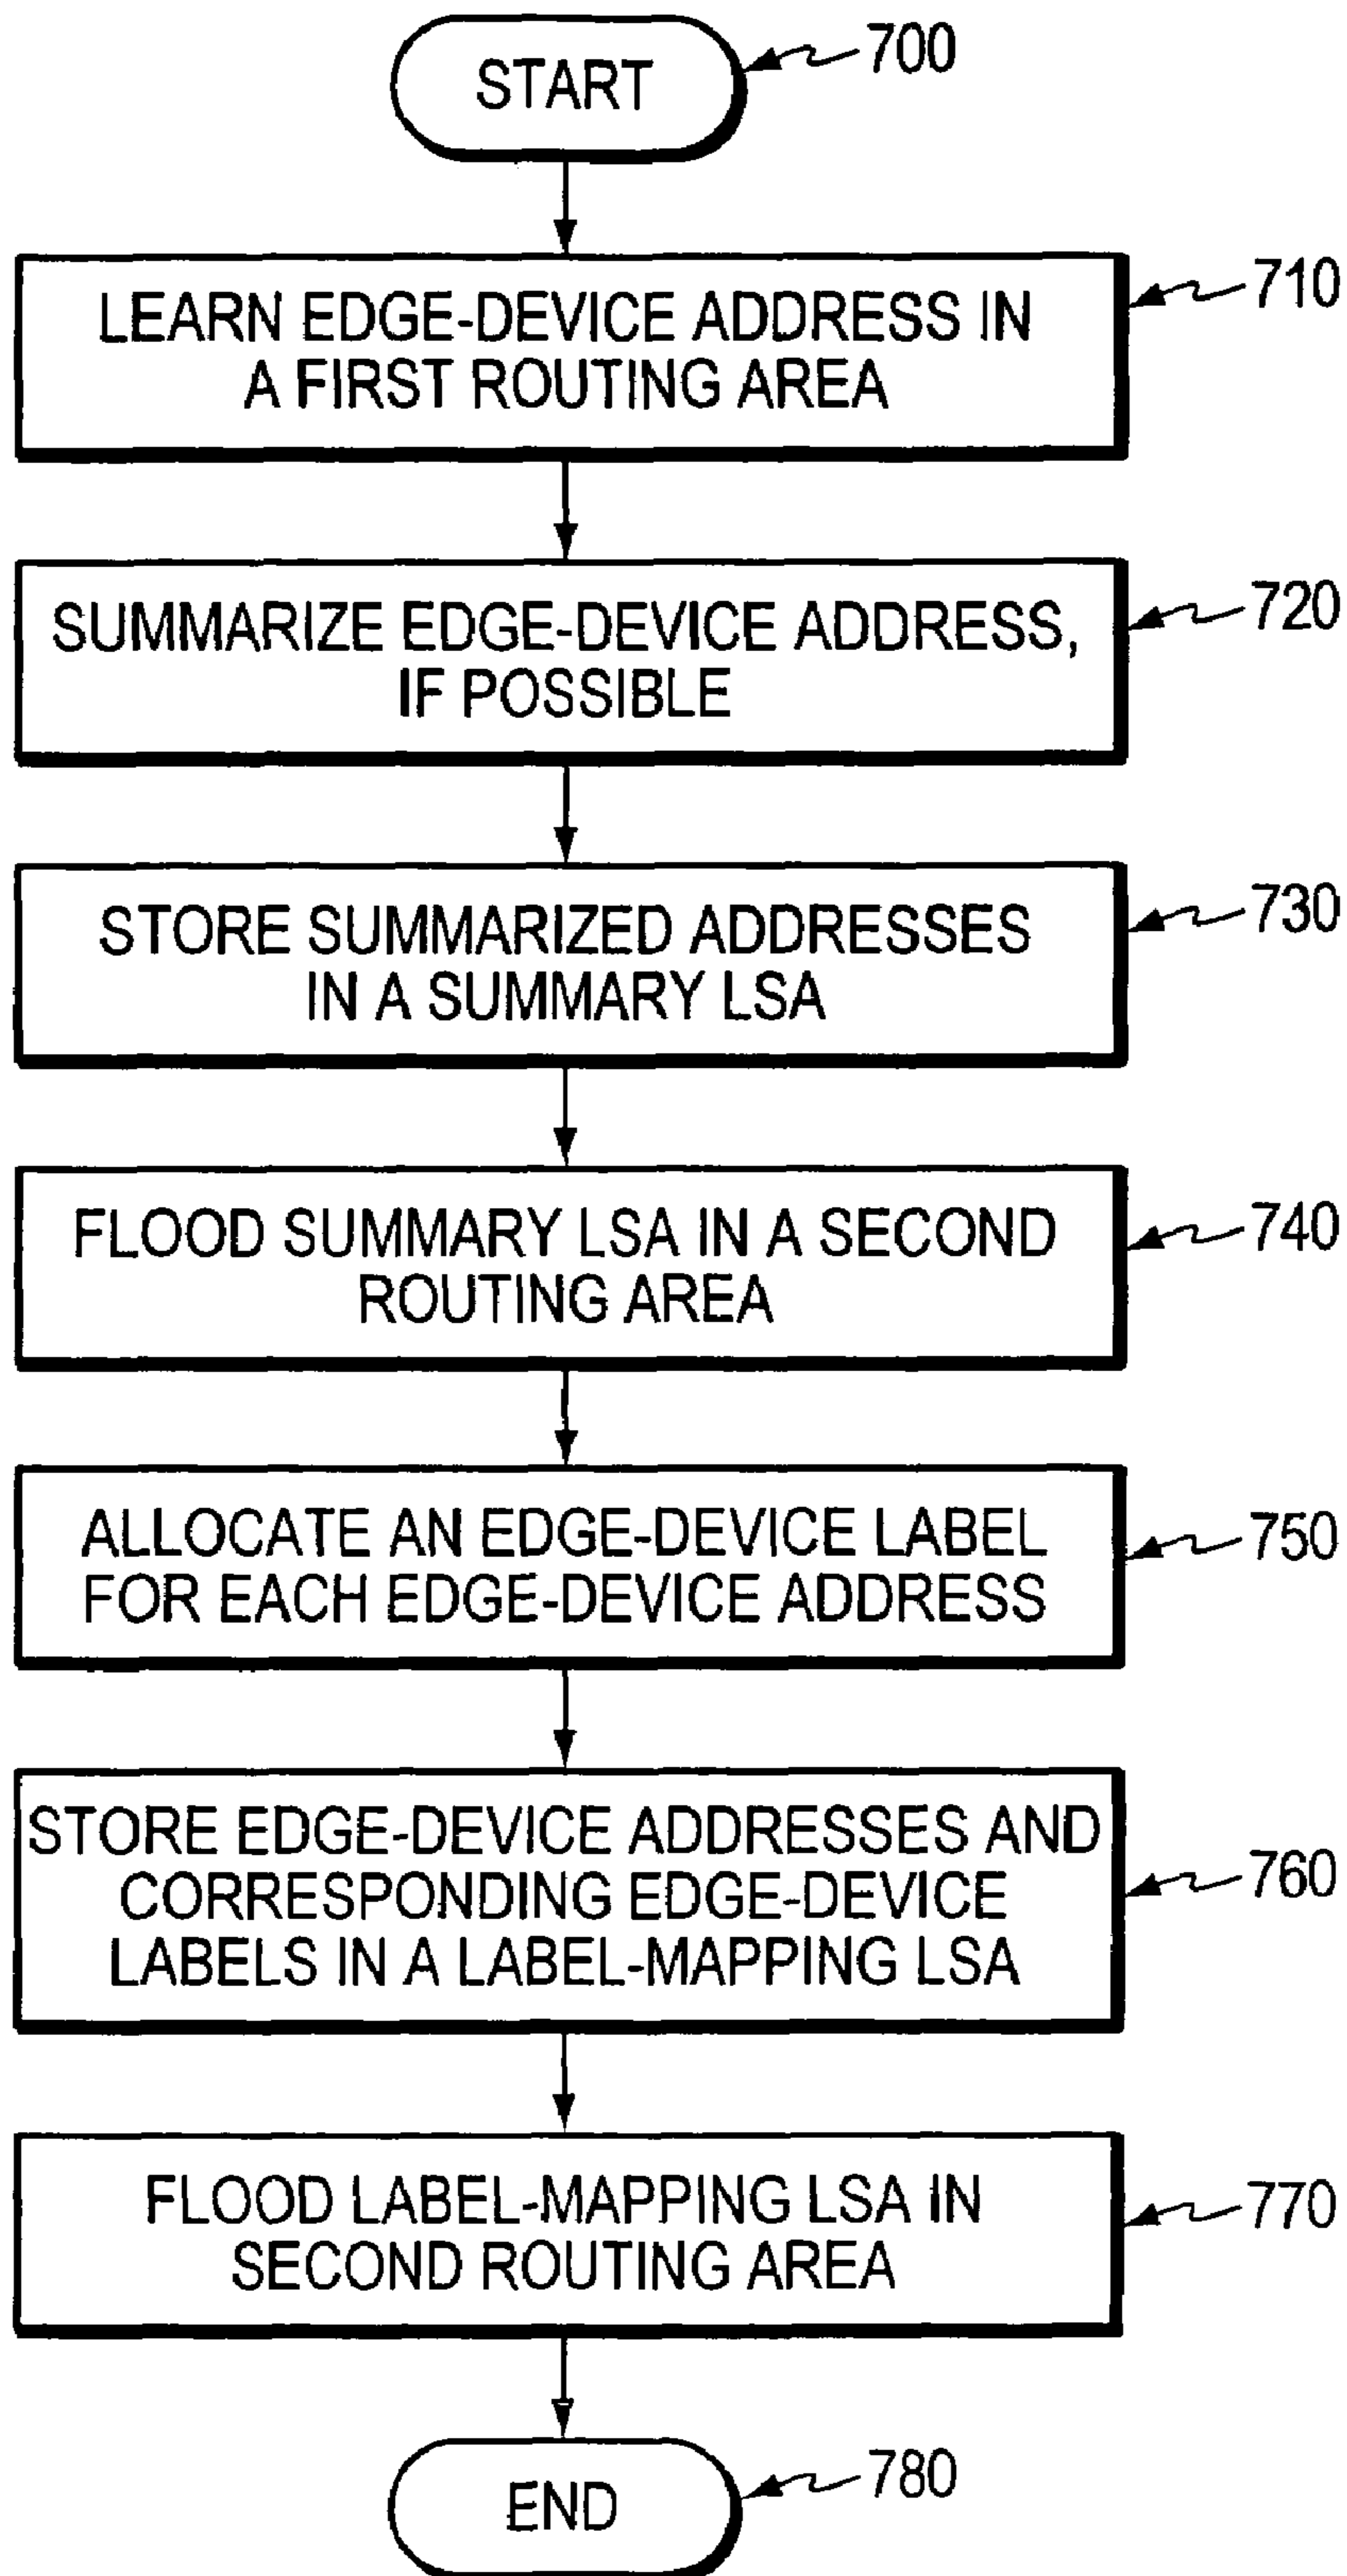 START
700
LEARN EDGE-DEVICE ADDRESS IN
A FIRST ROUTING AREA
710
SUMMARIZE EDGE-DEVICE ADDRESS,
IF POSSIBLE
720
STORE SUMMARIZED ADDRESSES
IN A SUMMARY LSA
730
FLOOD SUMMARY LSA IN A SECOND
ROUTING AREA
740
ALLOCATE AN EDGE-DEVICE LABEL
FOR EACH EDGE-DEVICE ADDRESS
750
STORE EDGE-DEVICE ADDRESSES AND
CORRESPONDING EDGE-DEVICE
LABELS IN A LABEL-MAPPING LSA
760
FLOOD LABEL-MAPPING LSA IN
SECOND ROUTING AREA
770
END
780